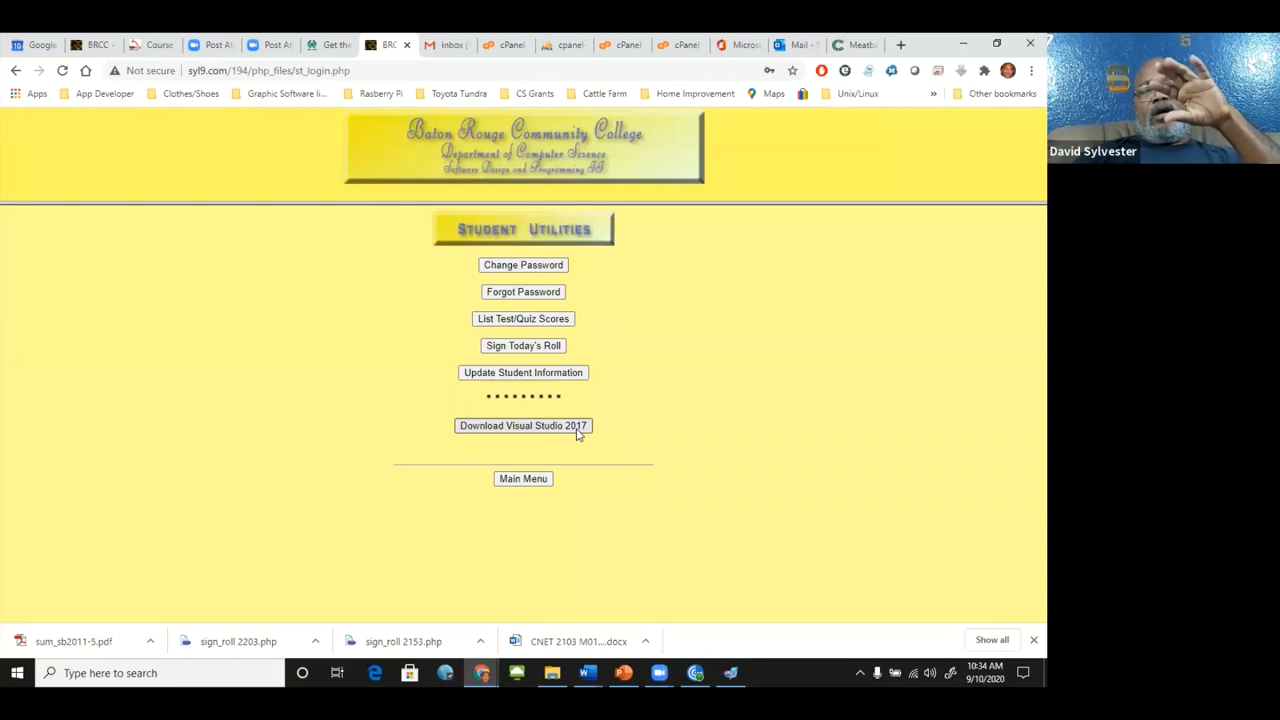 Google
BRCC -
Course
Post At
Post At
Get the
BRC
Inbox (
cPanel
cpanel
cPanel
cPanel
Micros
Mail - S
Meatba
Not secure
syl9.com/194/php_files/st_login.php
Apps
App Developer
Clothes/Shoes
Graphic Software li...
Rasberry Pi
Toyota Tundra
CS Grants
Cattle Farm
Home Improvement
Maps
Unix/Linux
Other bookmarks
Baton Rouge Community College
Department of Computer Science
Software Design and Programming II
STUDENT UTILITIES
Change Password
Forgot Password
List Test/Quiz Scores
Sign Today's Roll
Update Student Information
* * * * * * * * *
Download Visual Studio 2017
Main Menu
David Sylvester
sum_sb2011-5.pdf
sign_roll 2203.php
sign_roll 2153.php
CNET 2103 M01....docx
Show all
Type here to search
10:34 AM
9/10/2020